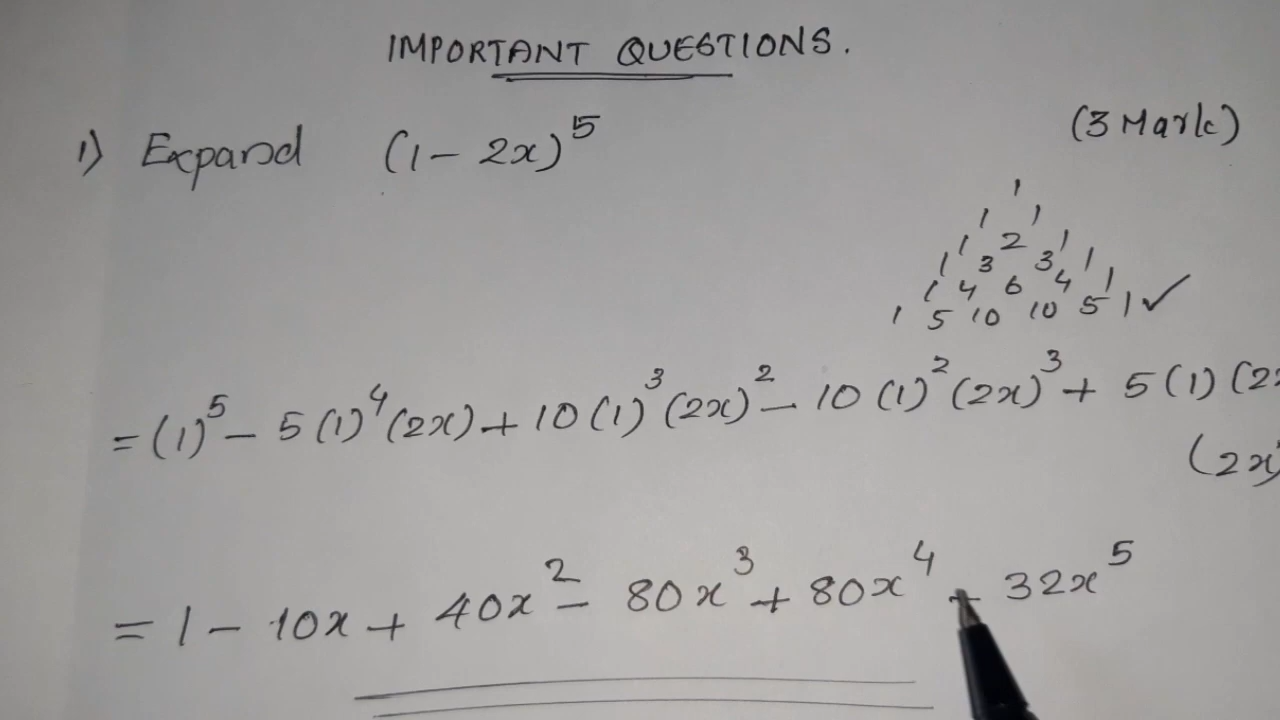 IMPORTANT QUESTIONS.
1) Expand (1 - 2x)^5 (3 Mark)
1
1 1
1 2 1
1 3 3 1
1 4 6 4 1
1 5 10 10 5 1 ✓
= (1)^5 - 5(1)^4(2x) + 10(1)^3(2x)^2 - 10(1)^2(2x)^3 + 5(1)(2x
(2x)
= 1 - 10x + 40x^2 - 80x^3 + 80x^4 - 32x^5